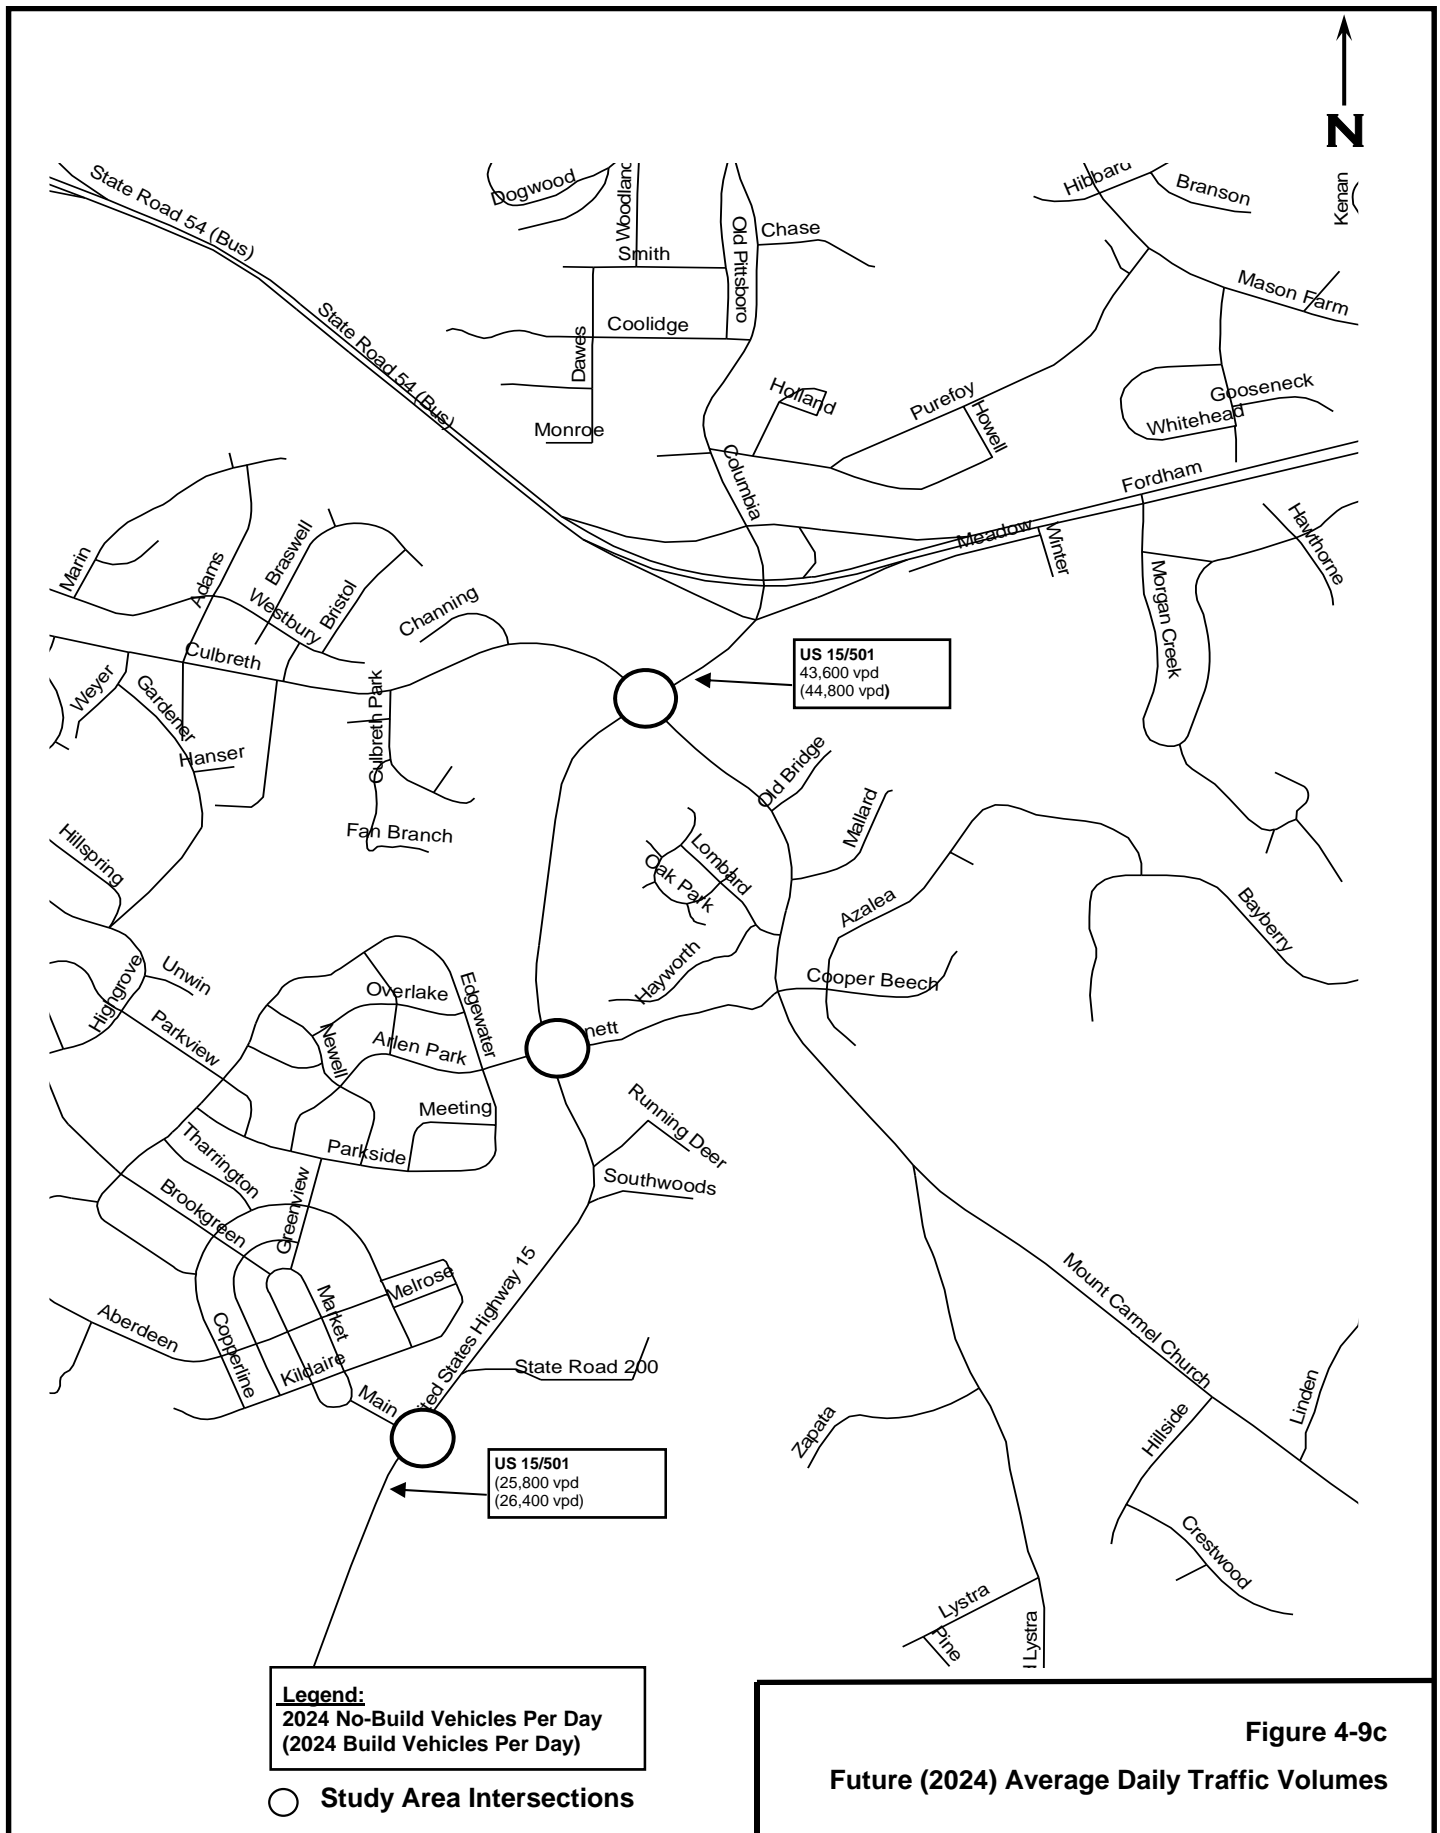 N
State Road 54 (Bus)
Dogwood
Woodland
Smith
Old Pittsboro
Chase
Hibbard
Branson
Kenan
Mason Farm
State Road 54 (Bus)
Coolidge
Dawes
Monroe
Holland
Columbia
Purefoy
Howell
Gooseneck
Whitehead
Fordham
Meadow
Winter
Hawthorne
Morgan Creek
Marin
Adams
Braswell
Westbury
Bristol
Channing
Culbreth
Weyer
Gardener
Hanser
Culbreth Park
Fan Branch
US 15/501
43,600 vpd
(44,800 vpd)
Old Bridge
Mallard
Lombard
Oak Park
Hayworth
Azalea
Cooper Beech
Bayberry
Hillspring
Highgrove
Unwin
Parkview
Overlake
Edgewater
Newell
Arlen Park
nett
Meeting
Parkside
Running Deer
Southwoods
Tharrington
Brookgreen
Greenview
Market
Melrose
Aberdeen
Copperline
Kildaire
Main
ited States Highway 15
State Road 200
Mount Carmel Church
Zapata
Hillside
Linden
Crestwood
Lystra
Pine
Lystra
US 15/501
(25,800 vpd
(26,400 vpd)
Legend:
2024 No-Build Vehicles Per Day
(2024 Build Vehicles Per Day)
Study Area Intersections
Figure 4-9c
Future (2024) Average Daily Traffic Volumes